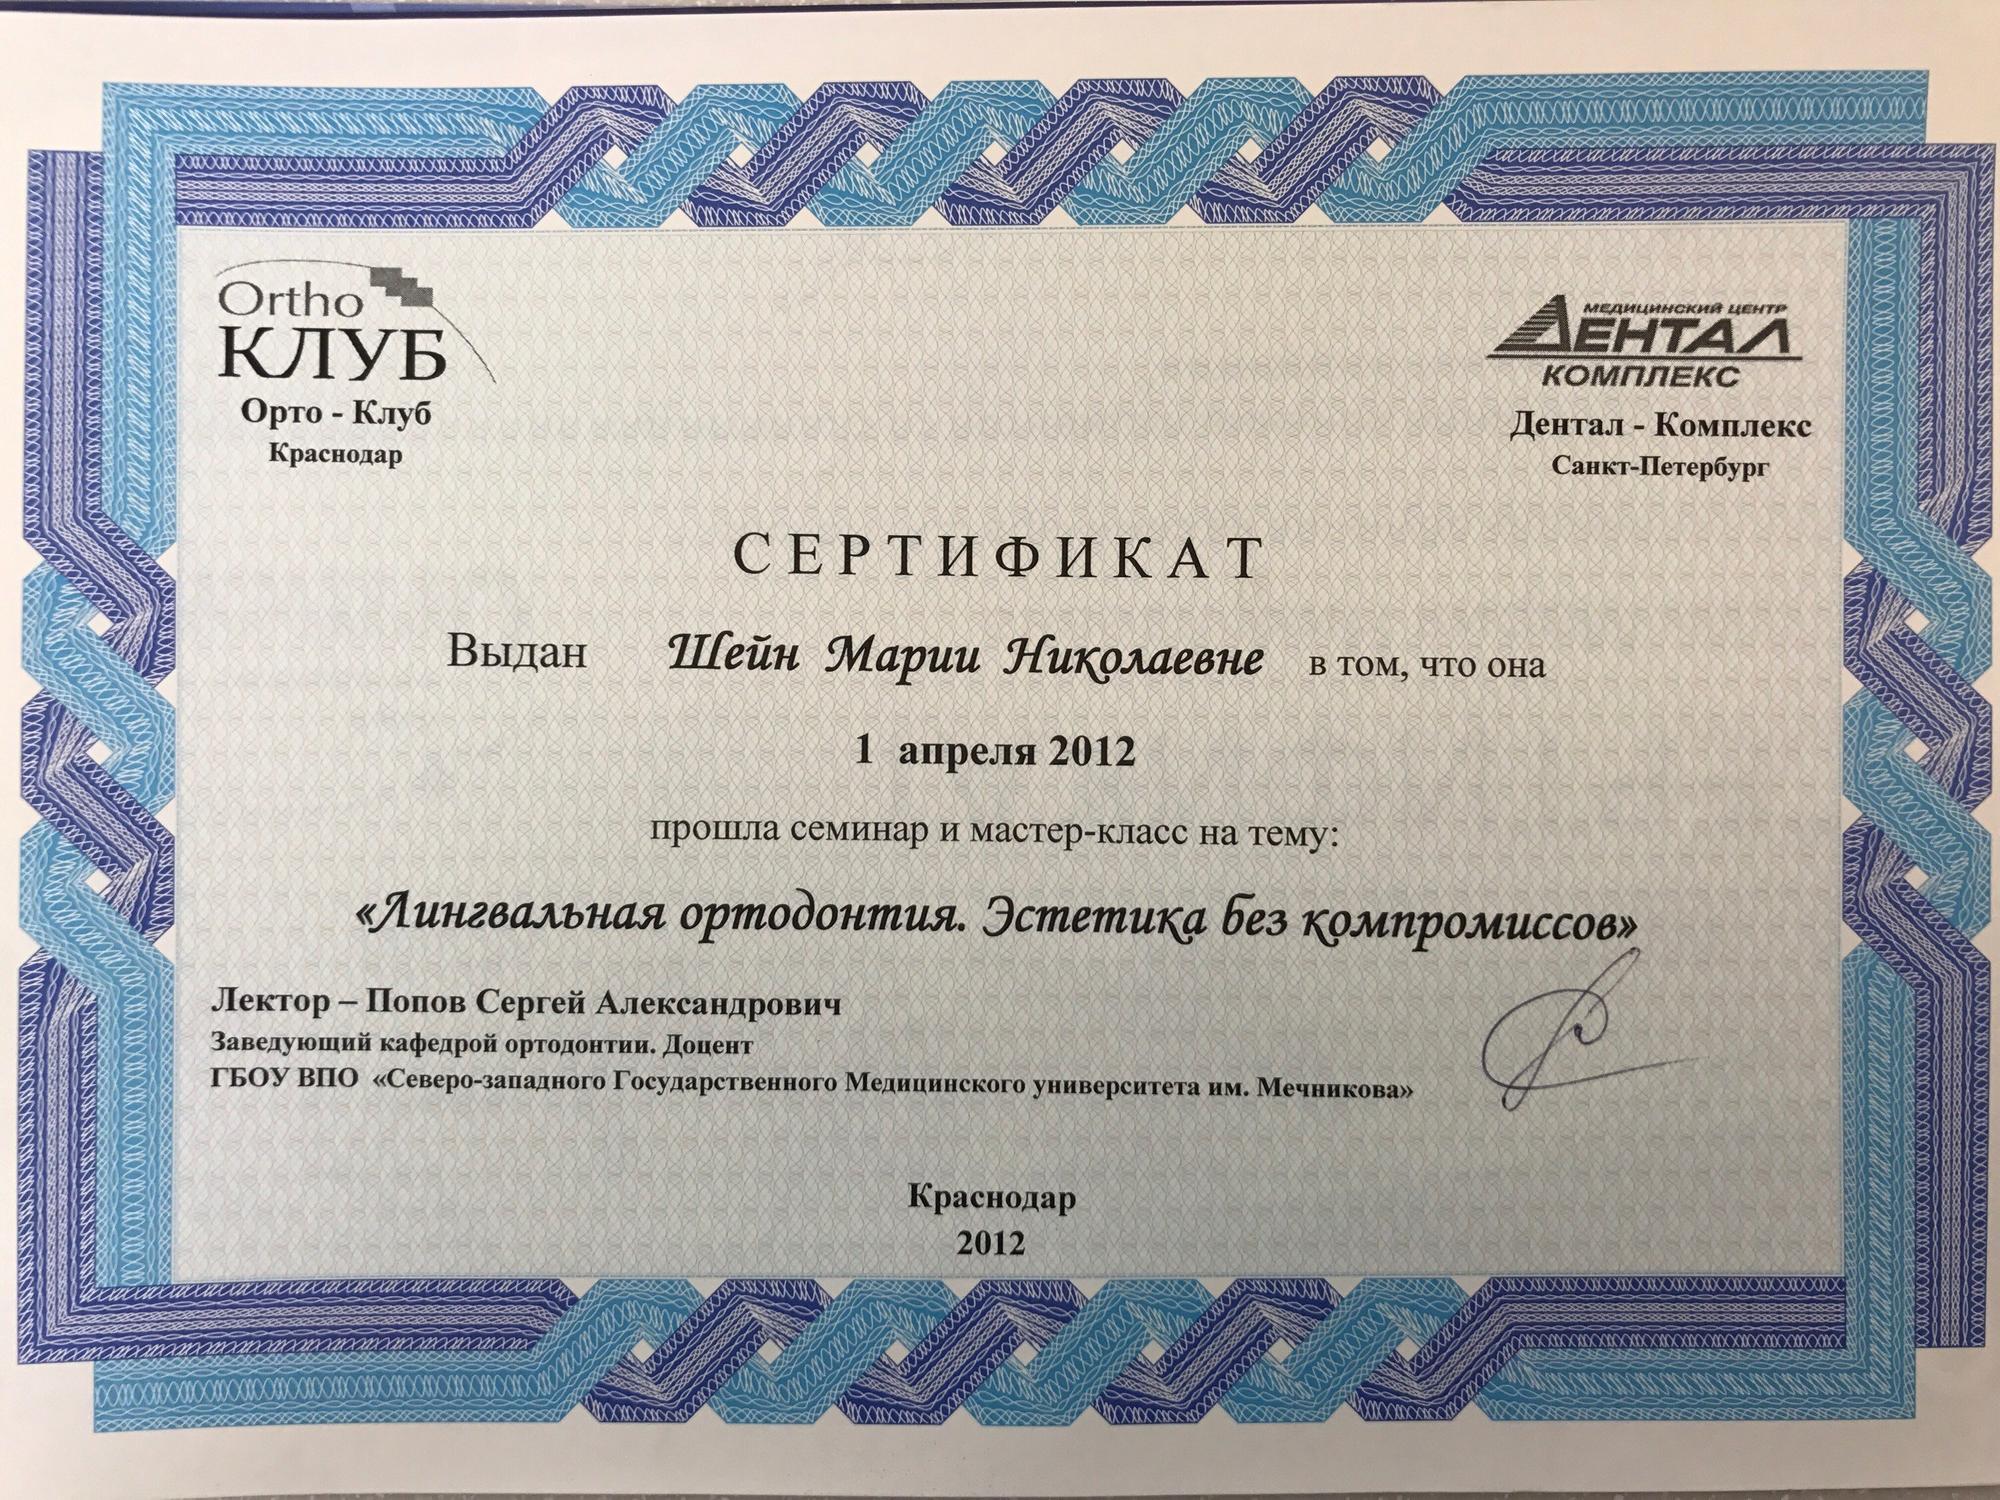 Ortho
КЛУБ
Орто - Клуб
Краснодар
МЕДИЦИНСКИЙ ЦЕНТР
ДЕНТАЛ
КОМПЛЕКС
Дентал - Комплекс
Санкт-Петербург
СЕРТИФИКАТ
Выдан Шейн Марии Николаевне в том, что она
1 апреля 2012
прошла семинар и мастер-класс на тему:
«Лингвальная ортодонтия. Эстетика без компромиссов»
Лектор – Попов Сергей Александрович
Заведующий кафедрой ортодонтии. Доцент
ГБОУ ВПО «Северо-западного Государственного Медицинского университета им. Мечникова»
Краснодар
2012